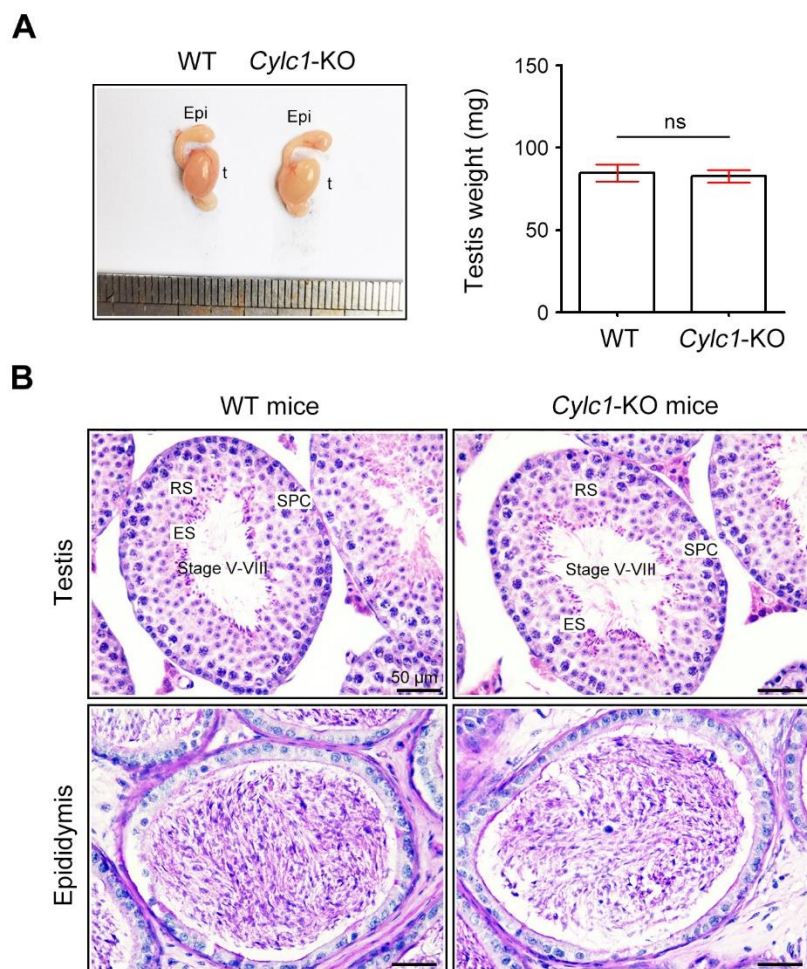 A
WT Cylc1-KO
Epi Epi
t t
150
100
50
0
Testis weight (mg)
ns
WT Cylc1-KO
B
WT mice Cylc1-KO mice
Testis
RS SPC
ES
Stage V-VIII
50 μm
RS
SPC
Stage V-VIII
ES
Epididymis